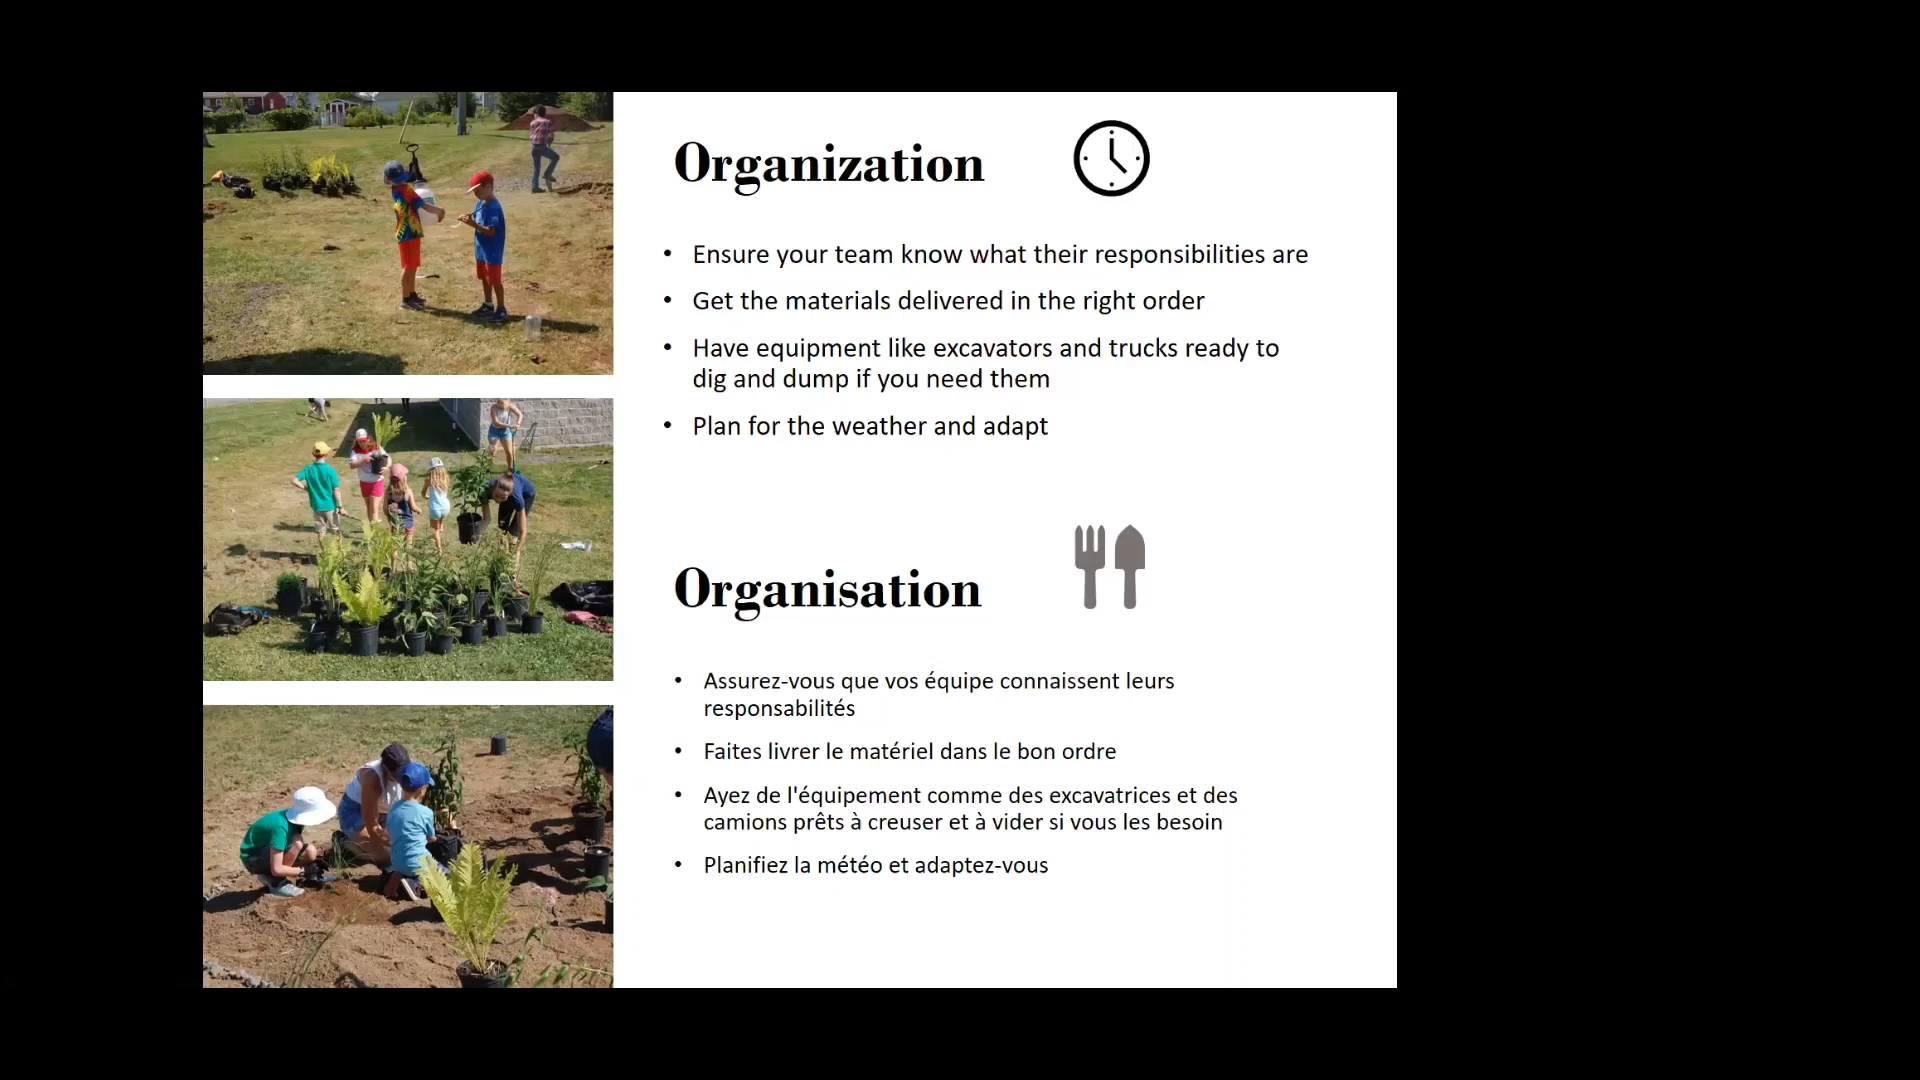 Organization
• Ensure your team know what their responsibilities are
• Get the materials delivered in the right order
• Have equipment like excavators and trucks ready to
dig and dump if you need them
• Plan for the weather and adapt
Organisation
• Assurez-vous que vos équipe connaissent leurs
responsabilités
• Faites livrer le matériel dans le bon ordre
• Ayez de l'équipement comme des excavatrices et des
camions prêts à creuser et à vider si vous les besoin
• Planifiez la météo et adaptez-vous